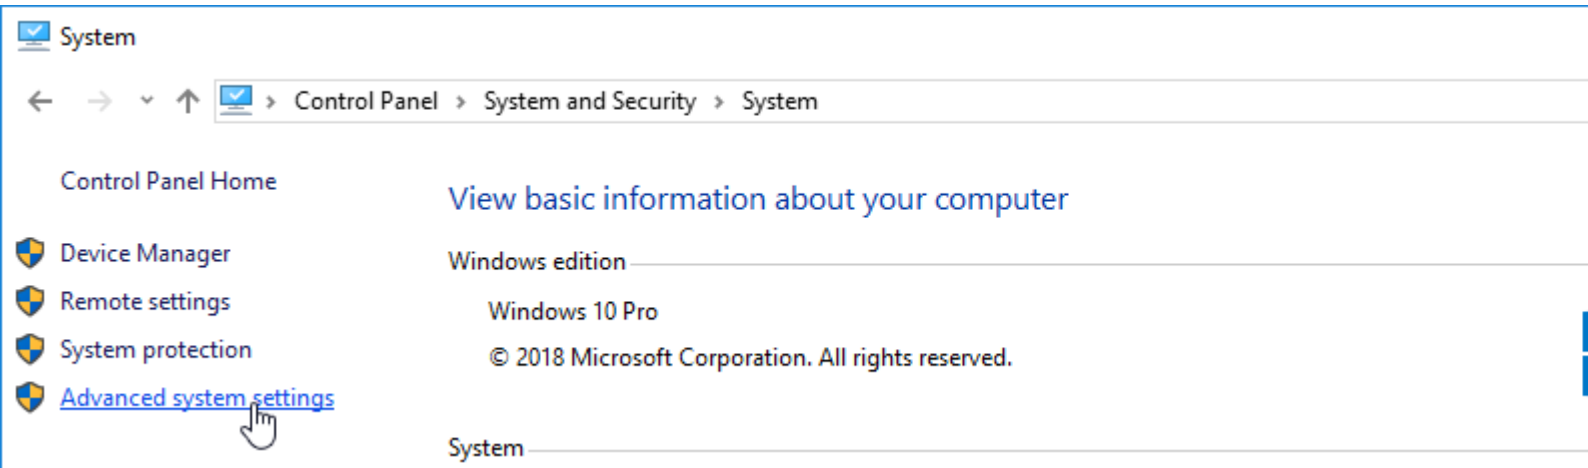 System
Control Panel > System and Security > System
Control Panel Home
Device Manager
Remote settings
System protection
Advanced system settings
View basic information about your computer
Windows edition
Windows 10 Pro
© 2018 Microsoft Corporation. All rights reserved.
System